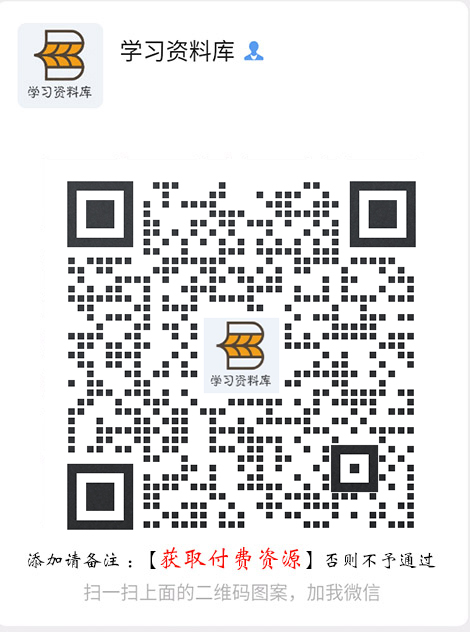 学习资料库
学习资料库
学习资料库
添加请备注：【获取付费资源】否则不予通过
扫一扫上面的二维码图案，加我微信